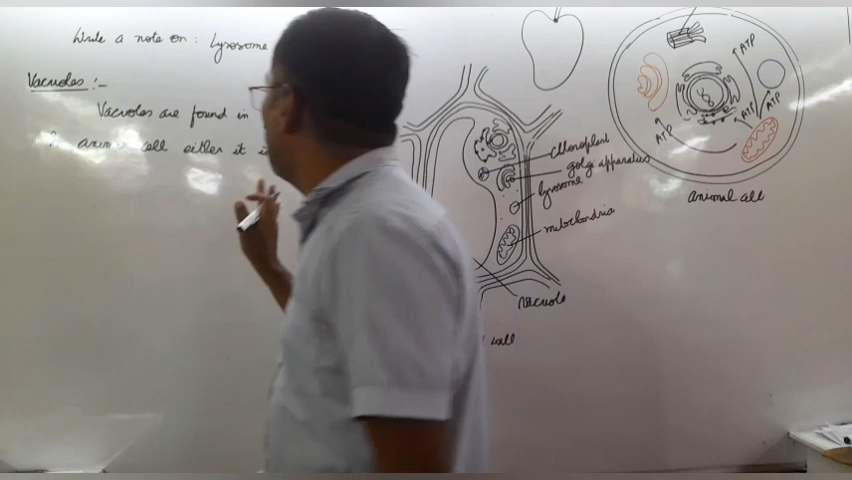 Write a note on : Lysosome
Vacuoles :-
Vacuoles are found in
animal cell either it is
Chloroplast
golgi apparatus
lysosome
mitochondria
vacuole
wall
ATP
ATP
ATP
ATP
animal cell